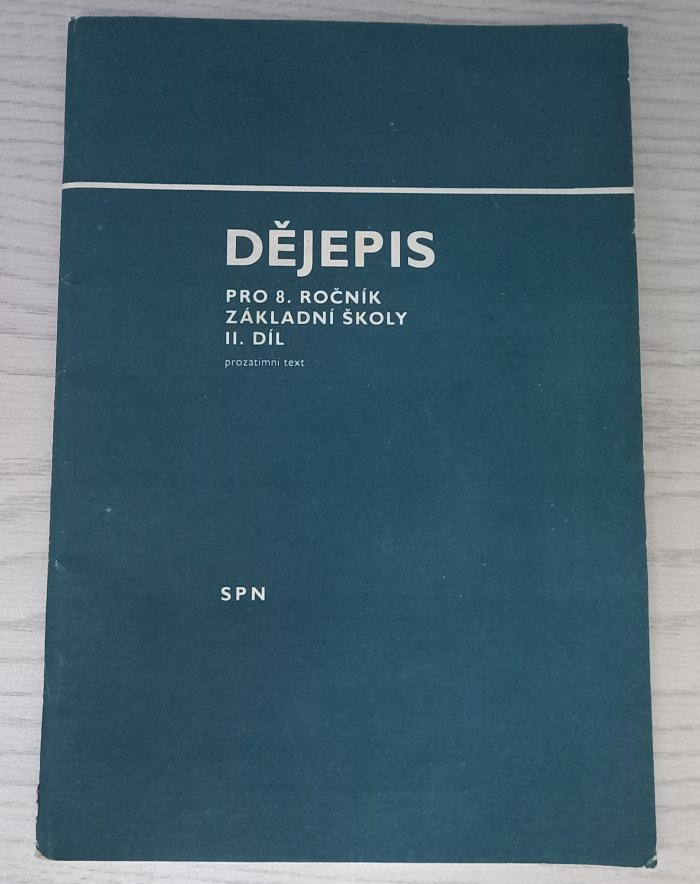 DĚJEPIS
PRO 8. ROČNÍK
ZÁKLADNÍ ŠKOLY
II. DÍL
prozatímní text
SPN